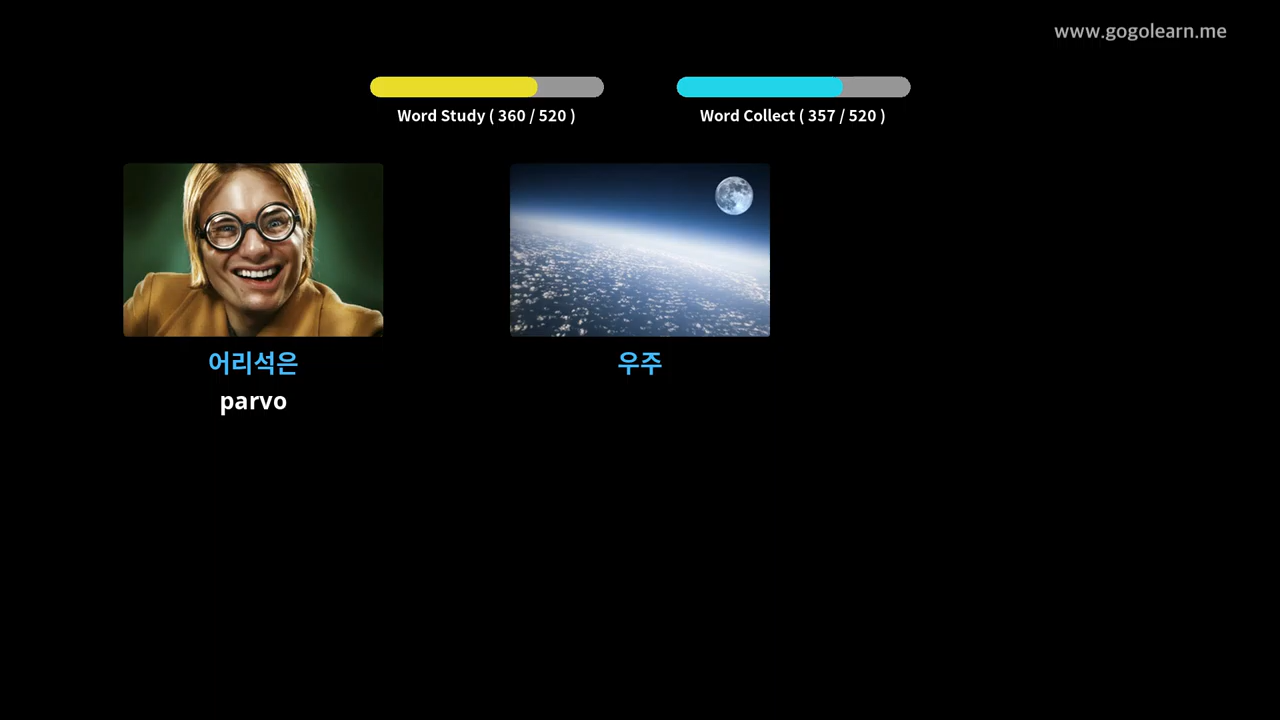 www.gogolearn.me
Word Study ( 360 / 520 )
Word Collect ( 357 / 520 )
어리석은
parvo
우주